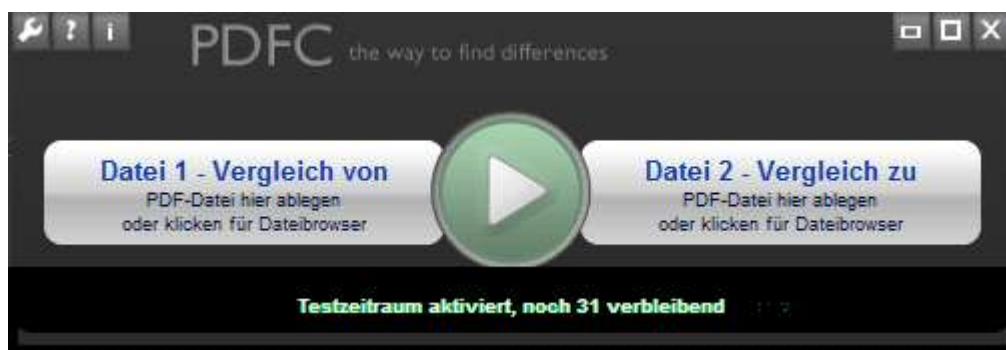 PDFC the way to find differences
Datei 1 - Vergleich von
PDF-Datei hier ablegen
oder klicken für Dateibrowser
Datei 2 - Vergleich zu
PDF-Datei hier ablegen
oder klicken für Dateibrowser
Testzeitraum aktiviert, noch 31 verbleibend